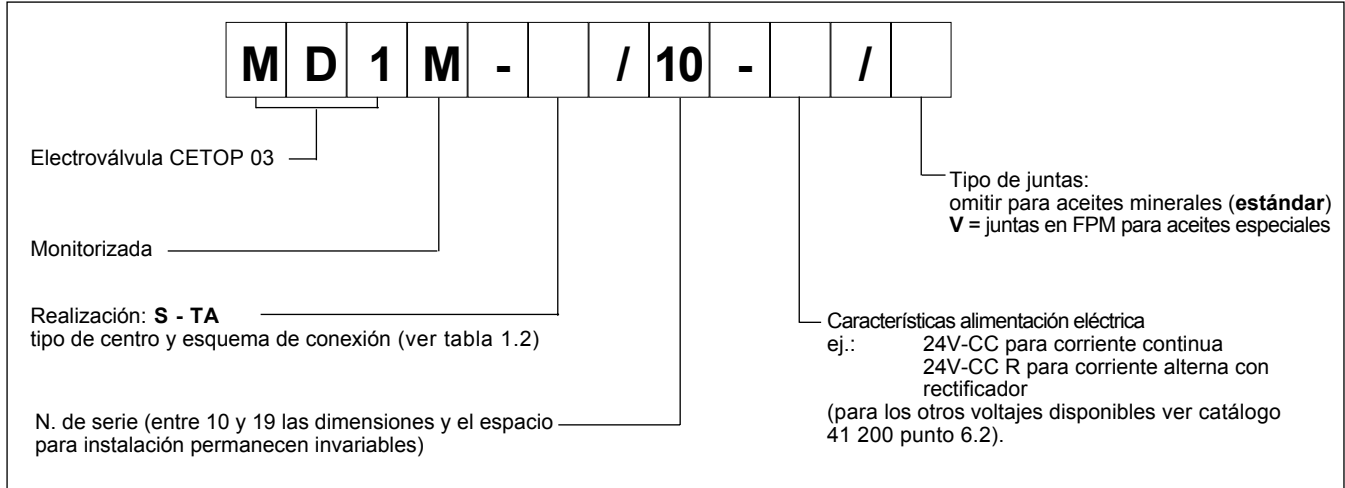 M D 1 M - / 10 - /
Electroválvula CETOP 03
Monitorizada
Realización: S - TA
tipo de centro y esquema de conexión (ver tabla 1.2)
N. de serie (entre 10 y 19 las dimensiones y el espacio
para instalación permanecen invariables)
Tipo de juntas:
omitir para aceites minerales (estándar)
V = juntas en FPM para aceites especiales
Características alimentación eléctrica
ej.: 24V-CC para corriente continua
24V-CC R para corriente alterna con
rectificador
(para los otros voltajes disponibles ver catálogo
41 200 punto 6.2).